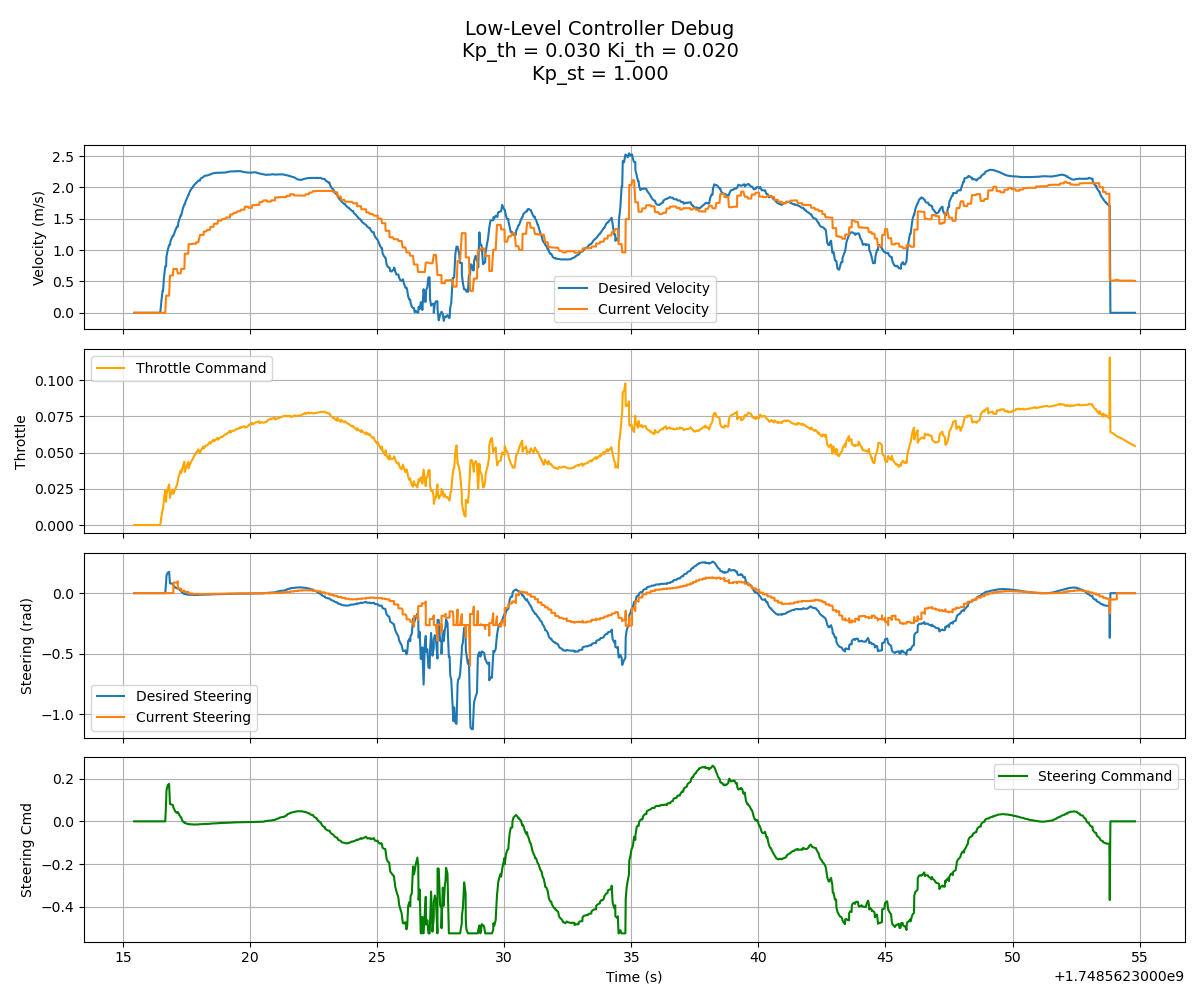 Low-Level Controller Debug
Kp_th = 0.030 Ki_th = 0.020
Kp_st = 1.000
2.5
2.0
1.5
1.0
0.5
0.0
Velocity (m/s)
Desired Velocity
Current Velocity
0.100
0.075
0.050
0.025
0.000
Throttle
Throttle Command
0.0
−0.5
−1.0
Steering (rad)
Desired Steering
Current Steering
0.2
0.0
−0.2
−0.4
Steering Cmd
Steering Command
15 20 25 30 35 40 45 50 55
Time (s)
+1.7485623000e9